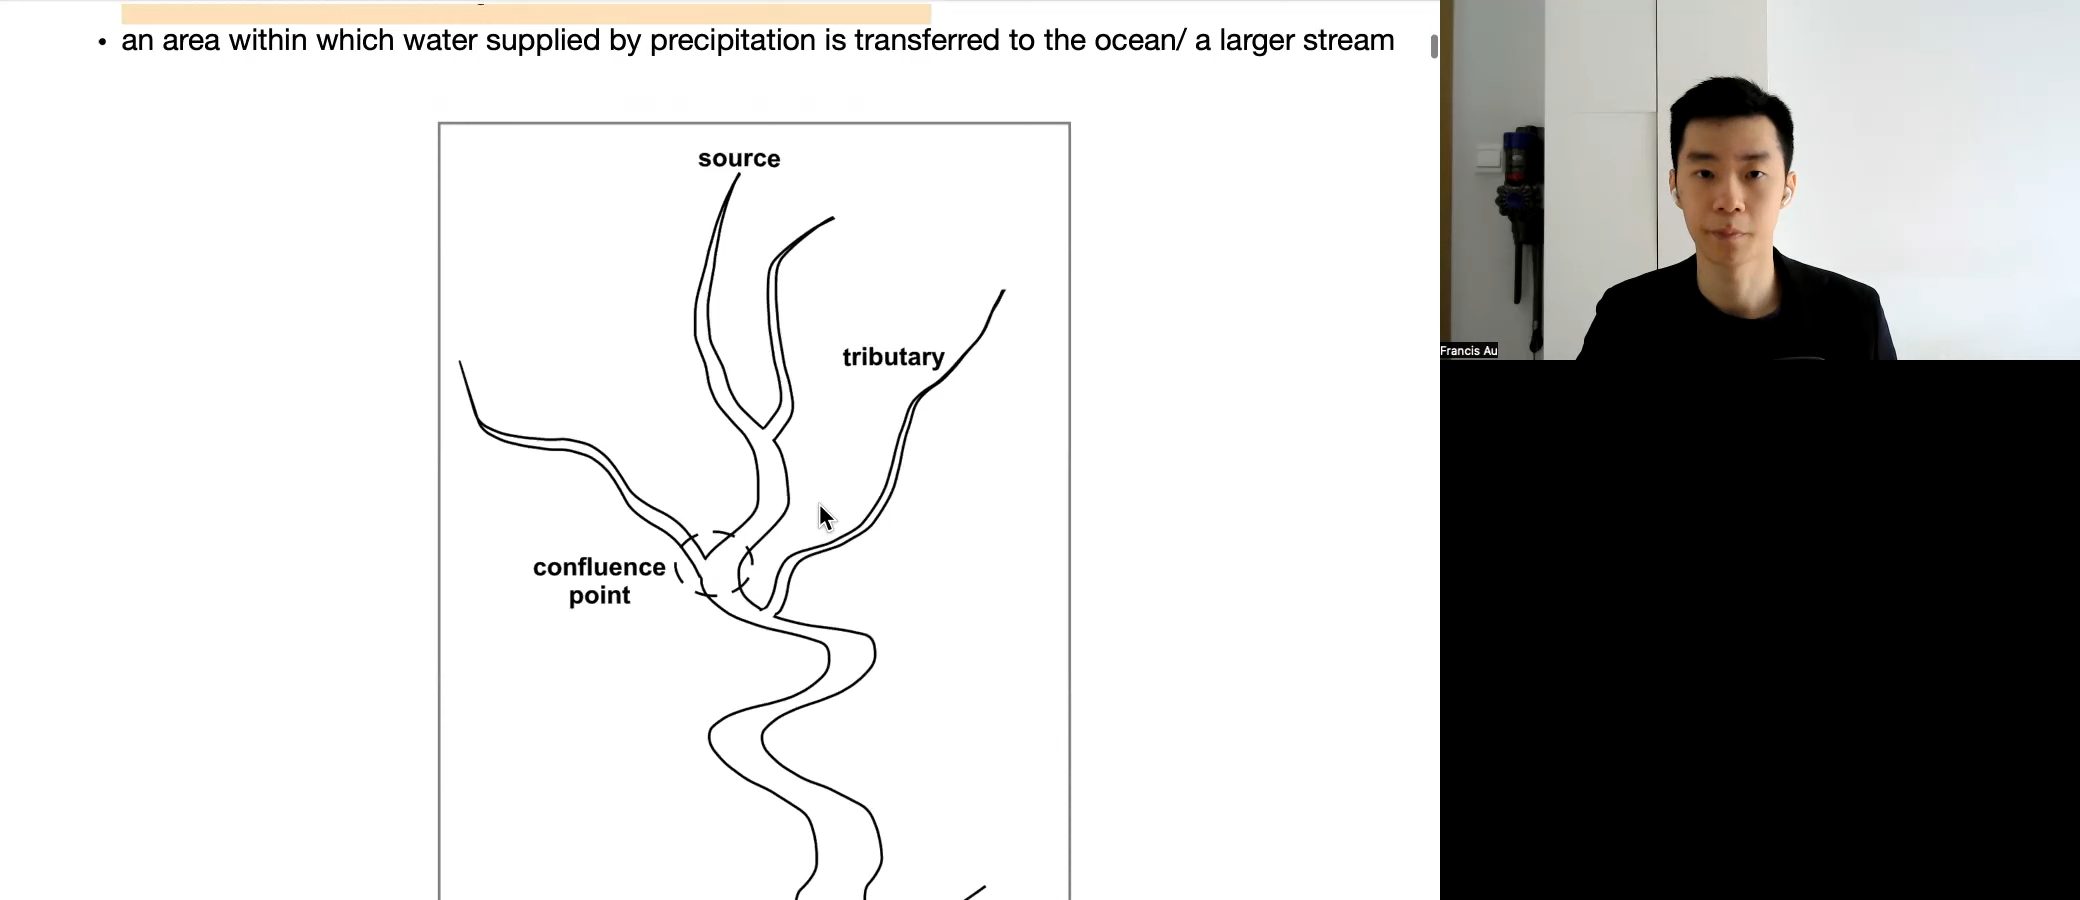 • an area within which water supplied by precipitation is transferred to the ocean/ a larger stream
source
tributary
confluence
point
Francis Au